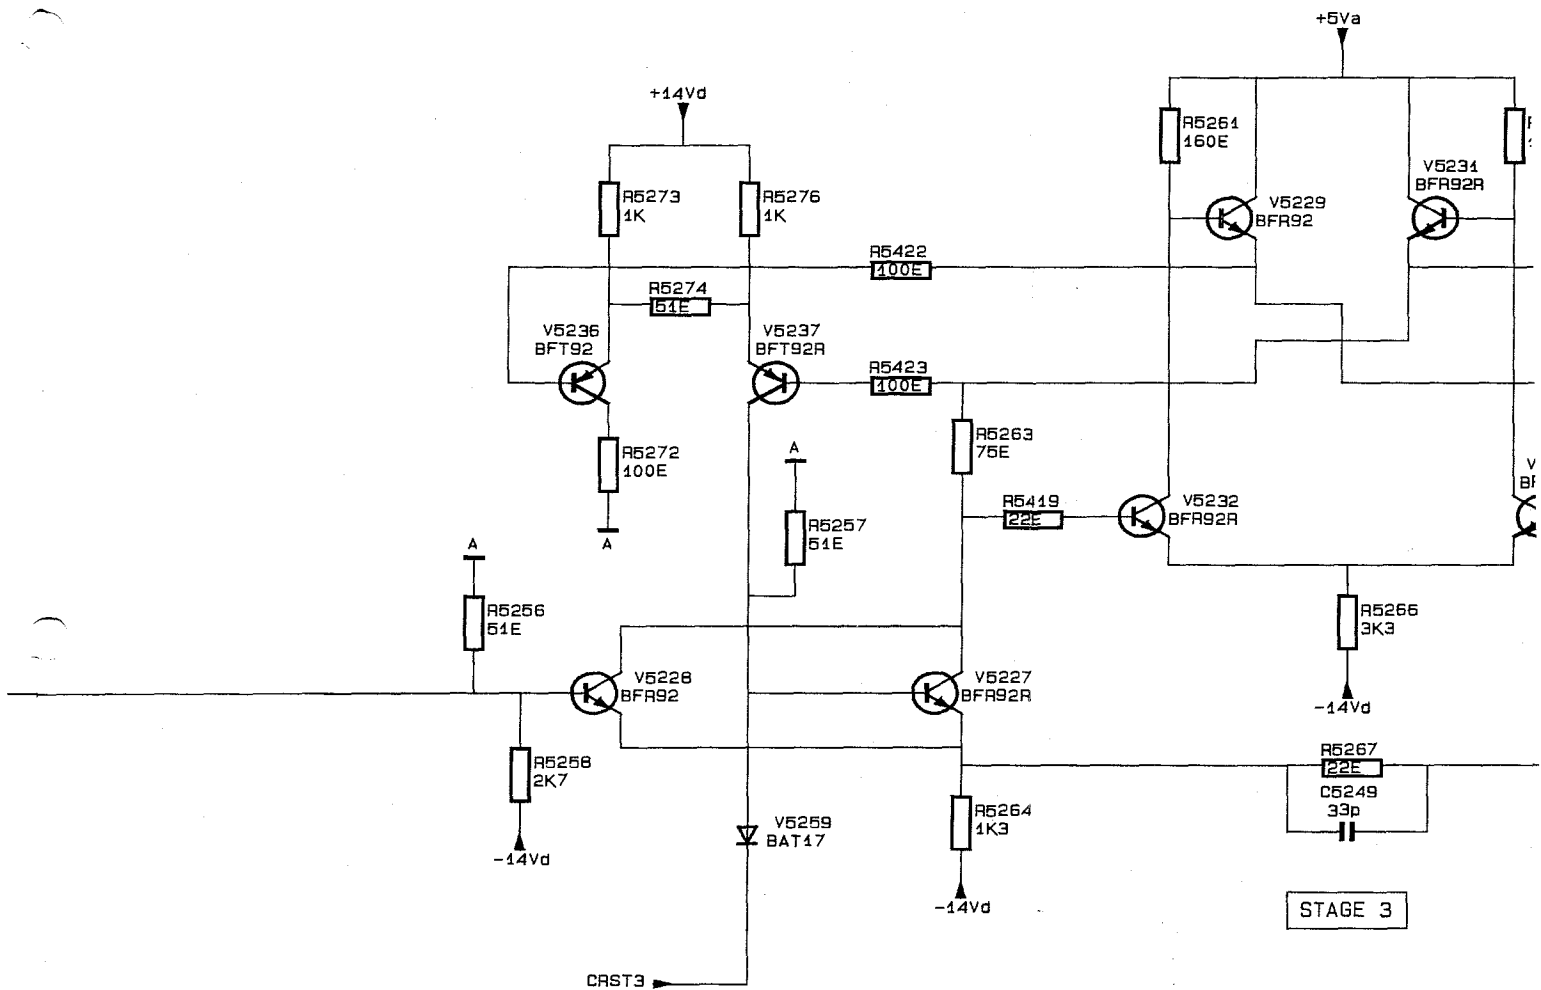 +5Va
+14Vd
R5261
160E
V5231
BFR92R
R5273
1K
R5276
1K
V5229
BFR92
R5422
100E
R5274
51E
V5236
BFT92
V5237
BFT92R
R5423
100E
R5263
75E
R5272
100E
A
A
R5419
22E
V5232
BFR92R
R5257
51E
A
R5256
51E
R5266
3K3
-14Vd
V5228
BFR92
V5227
BFR92R
R5258
2K7
-14Vd
R5267
22E
C5249
33p
V5259
BAT17
R5264
1K3
-14Vd
STAGE 3
CRST3